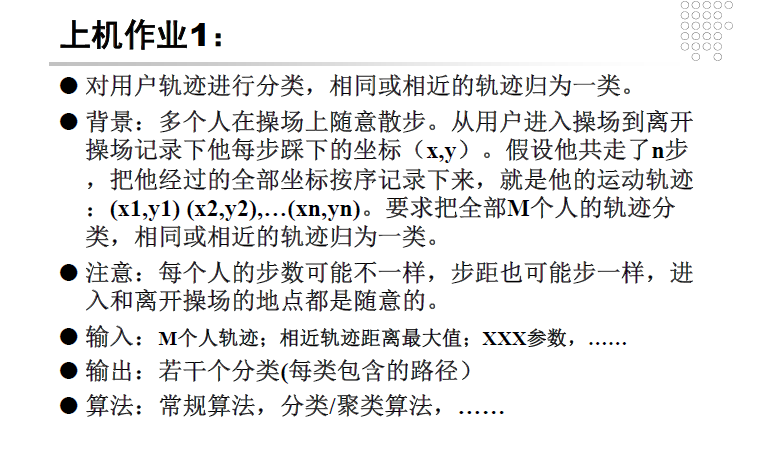 上机作业1：
● 对用户轨迹进行分类，相同或相近的轨迹归为一类。
● 背景：多个人在操场上随意散步。从用户进入操场到离开
操场记录下他每步踩下的坐标（x,y）。假设他共走了n步
，把他经过的全部坐标按序记录下来，就是他的运动轨迹
：(x1,y1) (x2,y2),…(xn,yn)。要求把全部M个人的轨迹分
类，相同或相近的轨迹归为一类。
● 注意：每个人的步数可能不一样，步距也可能步一样，进
入和离开操场的地点都是随意的。
● 输入：M个人轨迹；相近轨迹距离最大值；XXX参数，……
● 输出：若干个分类(每类包含的路径）
● 算法：常规算法，分类/聚类算法，……